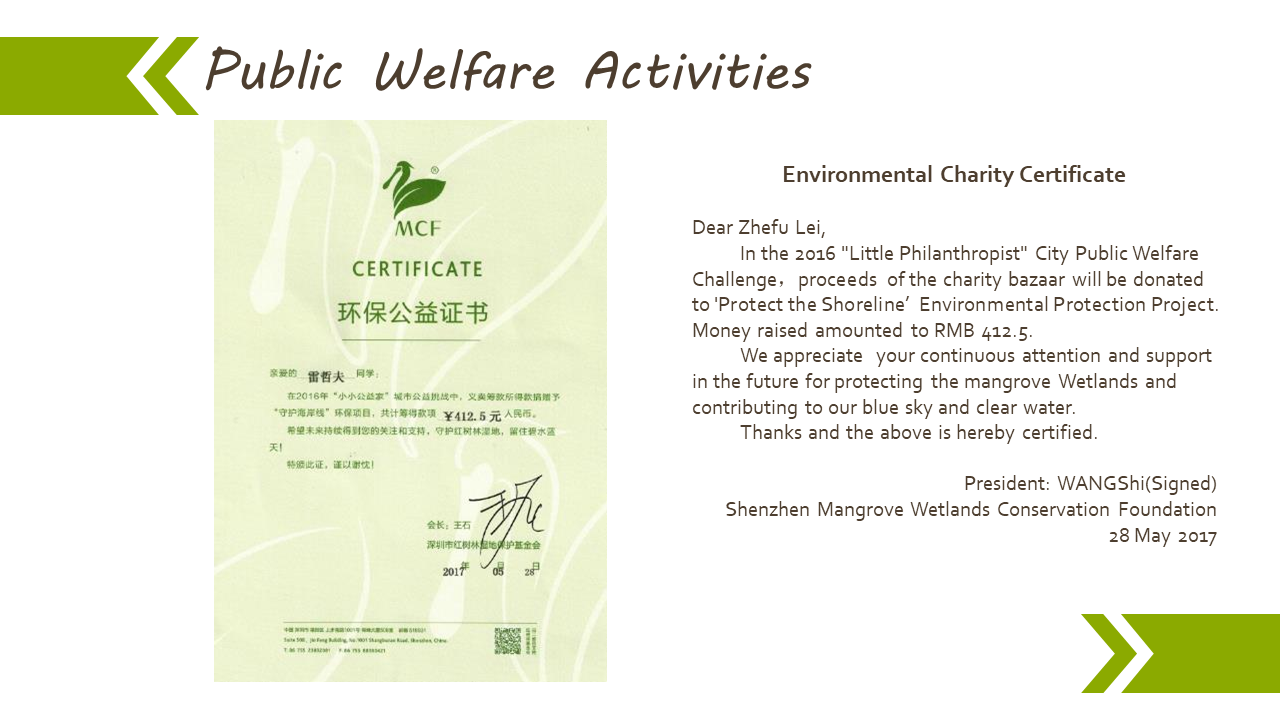 Public Welfare Activities
®
MCF
CERTIFICATE
环保公益证书
亲爱的 雷哲夫 同学:
在2016年“小小公益家”城市公益挑战中，义卖筹款所得款捐赠予
“守护海岸线”环保项目，共计筹得款项 ¥412.5元 人民币。
希望未来持续得到您的关注和支持，守护红树林湿地，留住碧水蓝
天!
特颁此证，谨以谢忱!
会长：王石
深圳市红树林湿地保护基金会
2017年 05月 28日
Environmental Charity Certificate
Dear Zhefu Lei,
In the 2016 "Little Philanthropist" City Public Welfare
Challenge，proceeds of the charity bazaar will be donated
to 'Protect the Shoreline’ Environmental Protection Project.
Money raised amounted to RMB 412.5.
We appreciate your continuous attention and support
in the future for protecting the mangrove Wetlands and
contributing to our blue sky and clear water.
Thanks and the above is hereby certified.
President: WANGShi(Signed)
Shenzhen Mangrove Wetlands Conservation Foundation
28 May 2017